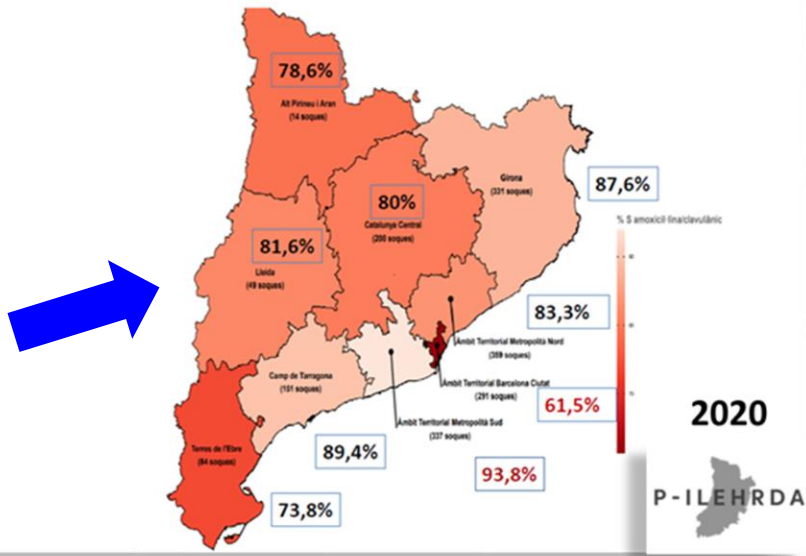 78,6%
Alt Pirineu i Aran
(14 soques)
Girona
(331 soques)
87,6%
80%
Catalunya Central
(200 soques)
% S amoxicil·lina/clavulànic
81,6%
Lleida
(49 soques)
83,3%
Àmbit Territorial Metropolità Nord
(389 soques)
Camp de Tarragona
(151 soques)
Àmbit Territorial Barcelona Ciutat
(291 soques)
61,5%
2020
Àmbit Territorial Metropolità Sud
(337 soques)
89,4%
Terres de l'Ebre
(84 soques)
93,8%
73,8%
P-ILEHRDA